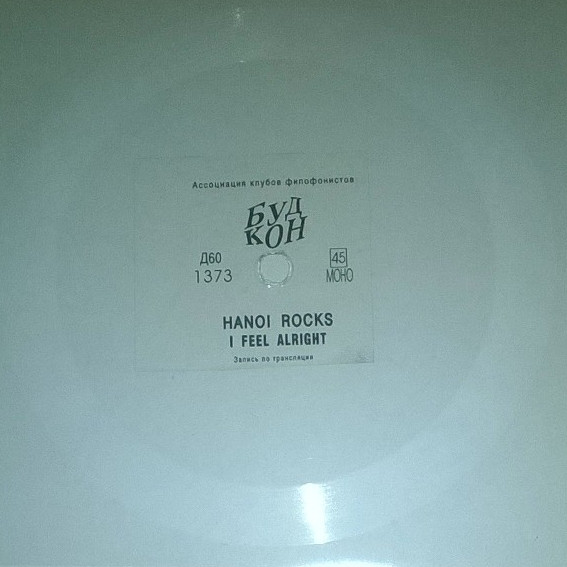 Ассоциация клубов филофонистов
БУД
КОН
Д60
1373
45
МОНО
HANOI ROCKS
I FEEL ALRIGHT
Запись по трансляции